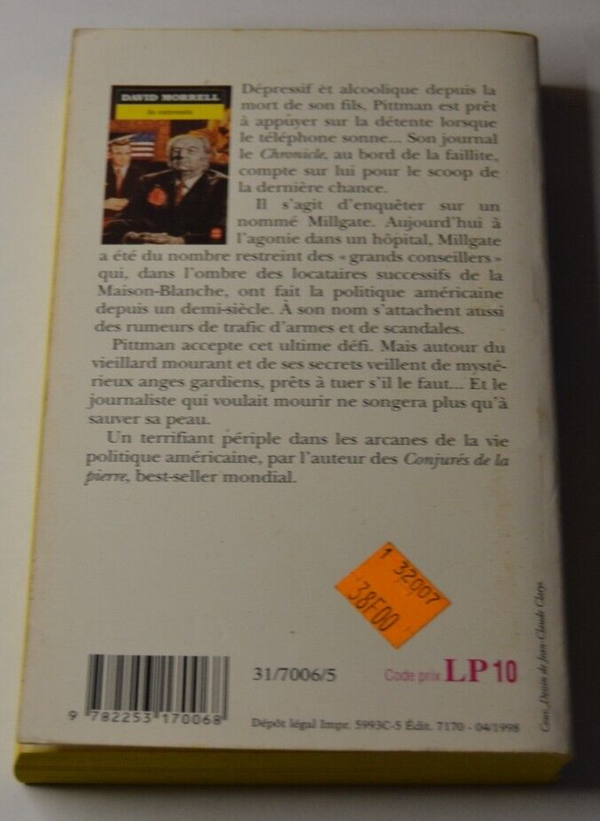 DAVID MORRELL
Dépressif et alcoolique depuis la
mort de son fils, Pittman est prêt
à appuyer sur la détente lorsque
le téléphone sonne... Son journal
le Chronicle, au bord de la faillite,
compte sur lui pour le scoop de
la dernière chance.
Il s'agit d'enquêter sur un
nommé Millgate. Aujourd'hui à
l'agonie dans un hôpital, Millgate
a été du nombre restreint des « grands conseillers »
qui, dans l'ombre des locataires successifs de la
Maison-Blanche, ont fait la politique américaine
depuis un demi-siècle. À son nom s'attachent aussi
des rumeurs de trafic d'armes et de scandales.
Pittman accepte cet ultime défi. Mais autour du
vieillard mourant et de ses secrets veillent de mysté-
rieux anges gardiens, prêts à tuer s'il le faut... Et le
journaliste qui voulait mourir ne songera plus qu'à
sauver sa peau.
Un terrifiant périple dans les arcanes de la vie
politique américaine, par l'auteur des Conjurés de la
pierre, best-seller mondial.
1 32007
38F00
31/7006/5
Code prix LP 10
9 782253 170068
Dépôt légal Impr. 5993C-5 Édit. 7170 - 04/1998
Couv. Dessin de Jean-Claude Claeys.